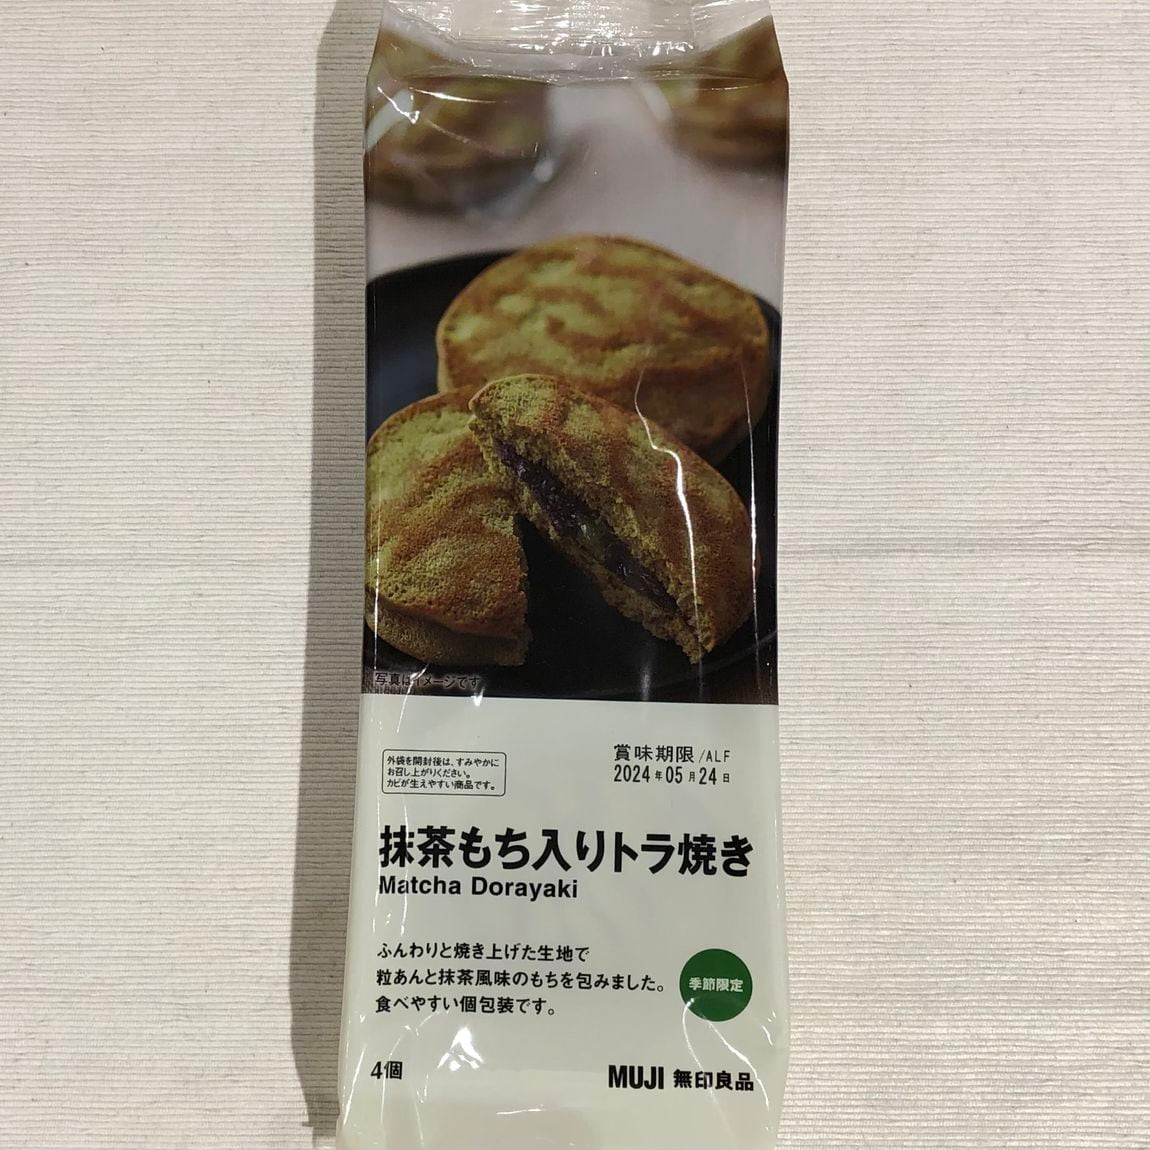 写真はイメージです
外袋を開封後は、すみやかに
お召し上がりください。
カビが生えやすい商品です。
賞味期限/ALF
2024年05月24日
抹茶もち入りトラ焼き
Matcha Dorayaki
ふんわりと焼き上げた生地で
粒あんと抹茶風味のもちを包みました。
食べやすい個包装です。
季節限定
4個
MUJI 無印良品